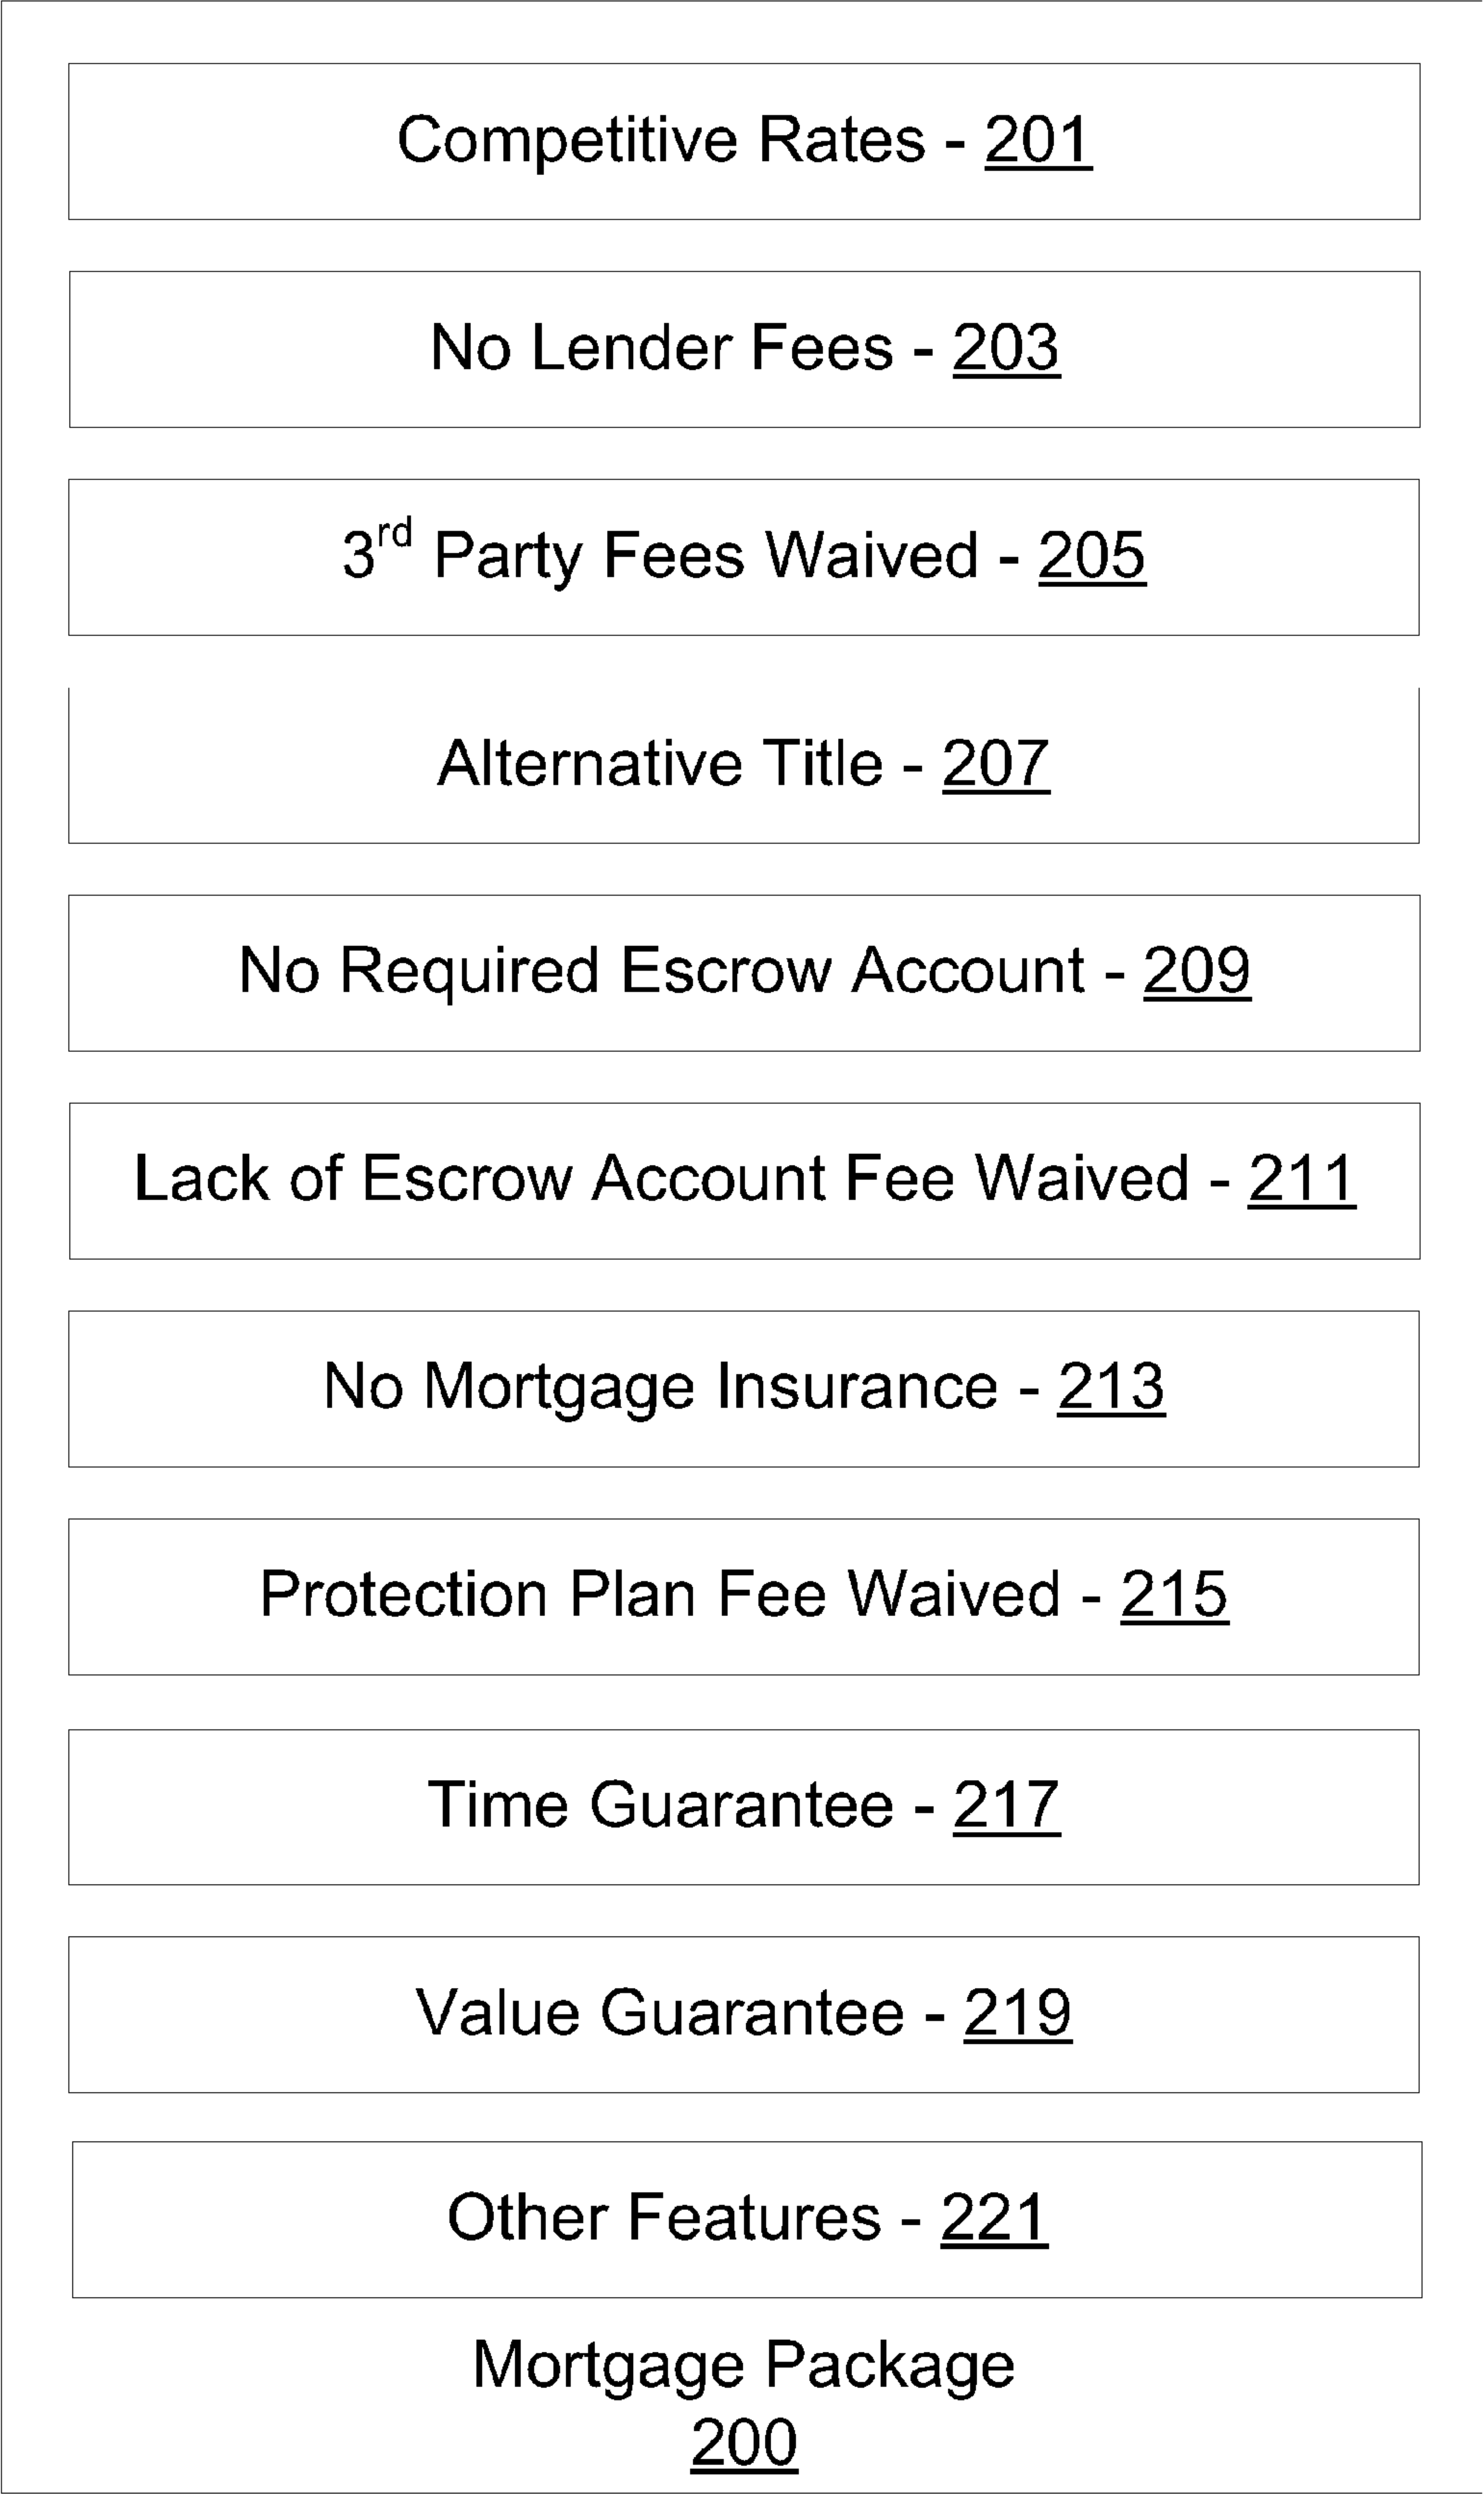 Competitive Rates - 201
No Lender Fees - 203
3rd Party Fees Waived - 205
Alternative Title - 207
No Required Escrow Account - 209
Lack of Escrow Account Fee Waived - 211
No Mortgage Insurance - 213
Protection Plan Fee Waived - 215
Time Guarantee - 217
Value Guarantee - 219
Other Features - 221
Mortgage Package
200